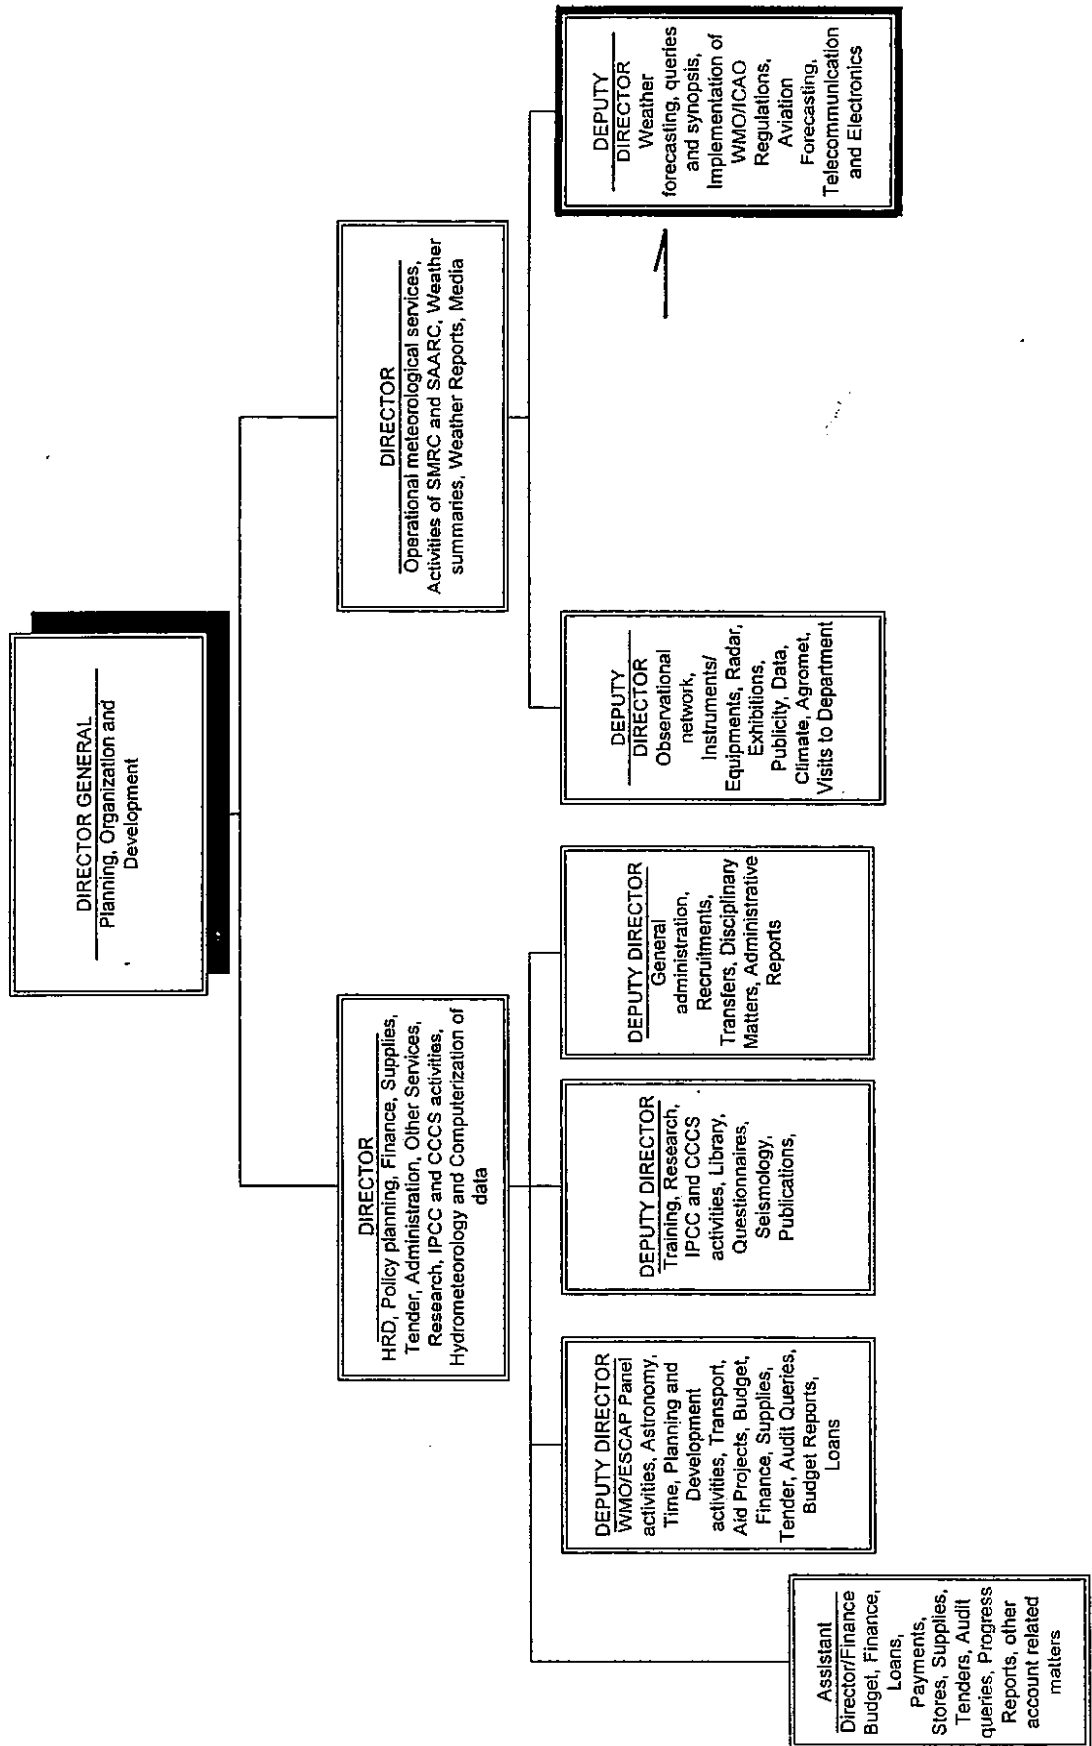 DIRECTOR GENERAL
Planning, Organization and
Development
DIRECTOR
HRD, Policy planning, Finance, Supplies,
Tender, Administration, Other Services,
Research, IPCC and CCCS activities,
Hydrometeorology and Computerization of
data
DIRECTOR
Operational meteorological services,
Activities of SMRC and SAARC, Weather
summaries, Weather Reports, Media
Assistant
Director/Finance
Budget, Finance,
Loans,
Payments,
Stores, Supplies,
Tenders, Audit
queries, Progress
Reports, other
account related
matters
DEPUTY DIRECTOR
WMO/ESCAP Panel
activities, Astronomy,
Time, Planning and
Development
activities, Transport,
Aid Projects, Budget,
Finance, Supplies,
Tender, Audit Queries,
Budget Reports,
Loans
DEPUTY DIRECTOR
Training, Research,
IPCC and CCCS
activities, Library,
Questionnaires,
Seismology,
Publications,
DEPUTY DIRECTOR
General
administration,
Recruitments,
Transfers, Disciplinary
Matters, Administrative
Reports
DEPUTY
DIRECTOR
Observational
network,
Instruments/
Equipments, Radar,
Exhibitions,
Publicity, Data,
Climate, Agromet,
Visits to Department
DEPUTY
DIRECTOR
Weather
forecasting, queries
and synopsis,
Implementation of
WMO/ICAO
Regulations,
Aviation
Forecasting,
Telecommunication
and Electronics